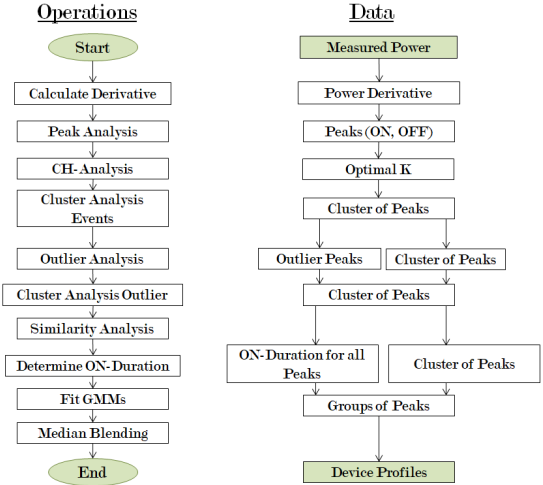 Operations
Start
Calculate Derivative
Peak Analysis
CH-Analysis
Cluster Analysis
Events
Outlier Analysis
Cluster Analysis Outlier
Similarity Analysis
Determine ON-Duration
Fit GMMs
Median Blending
End
Data
Measured Power
Power Derivative
Peaks (ON, OFF)
Optimal K
Cluster of Peaks
Outlier Peaks
Cluster of Peaks
Cluster of Peaks
ON-Duration for all
Peaks
Cluster of Peaks
Groups of Peaks
Device Profiles